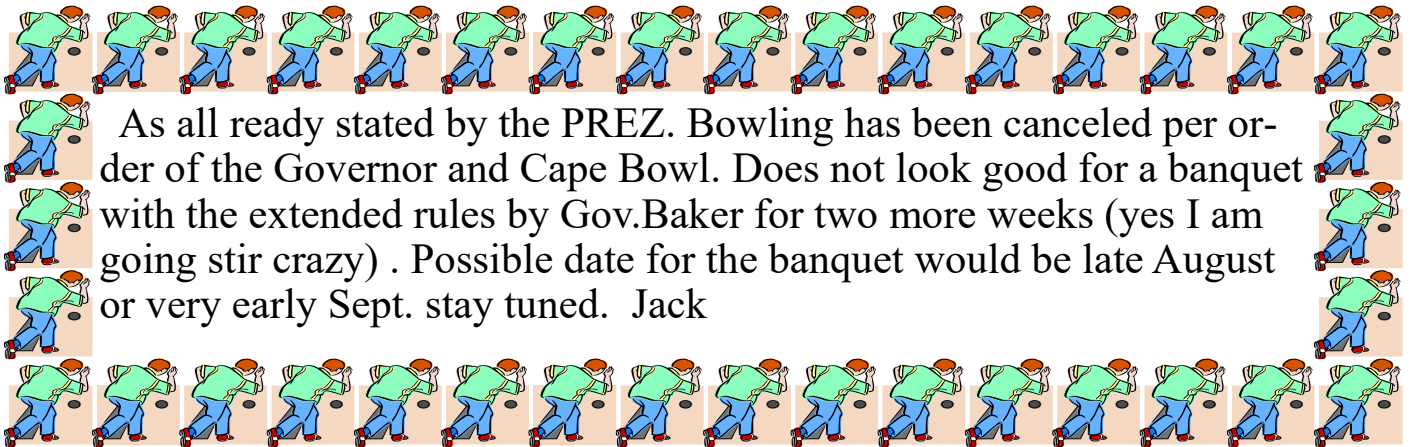 As all ready stated by the PREZ. Bowling has been canceled per or-
der of the Governor and Cape Bowl. Does not look good for a banquet
with the extended rules by Gov.Baker for two more weeks (yes I am
going stir crazy) . Possible date for the banquet would be late August
or very early Sept. stay tuned.  Jack